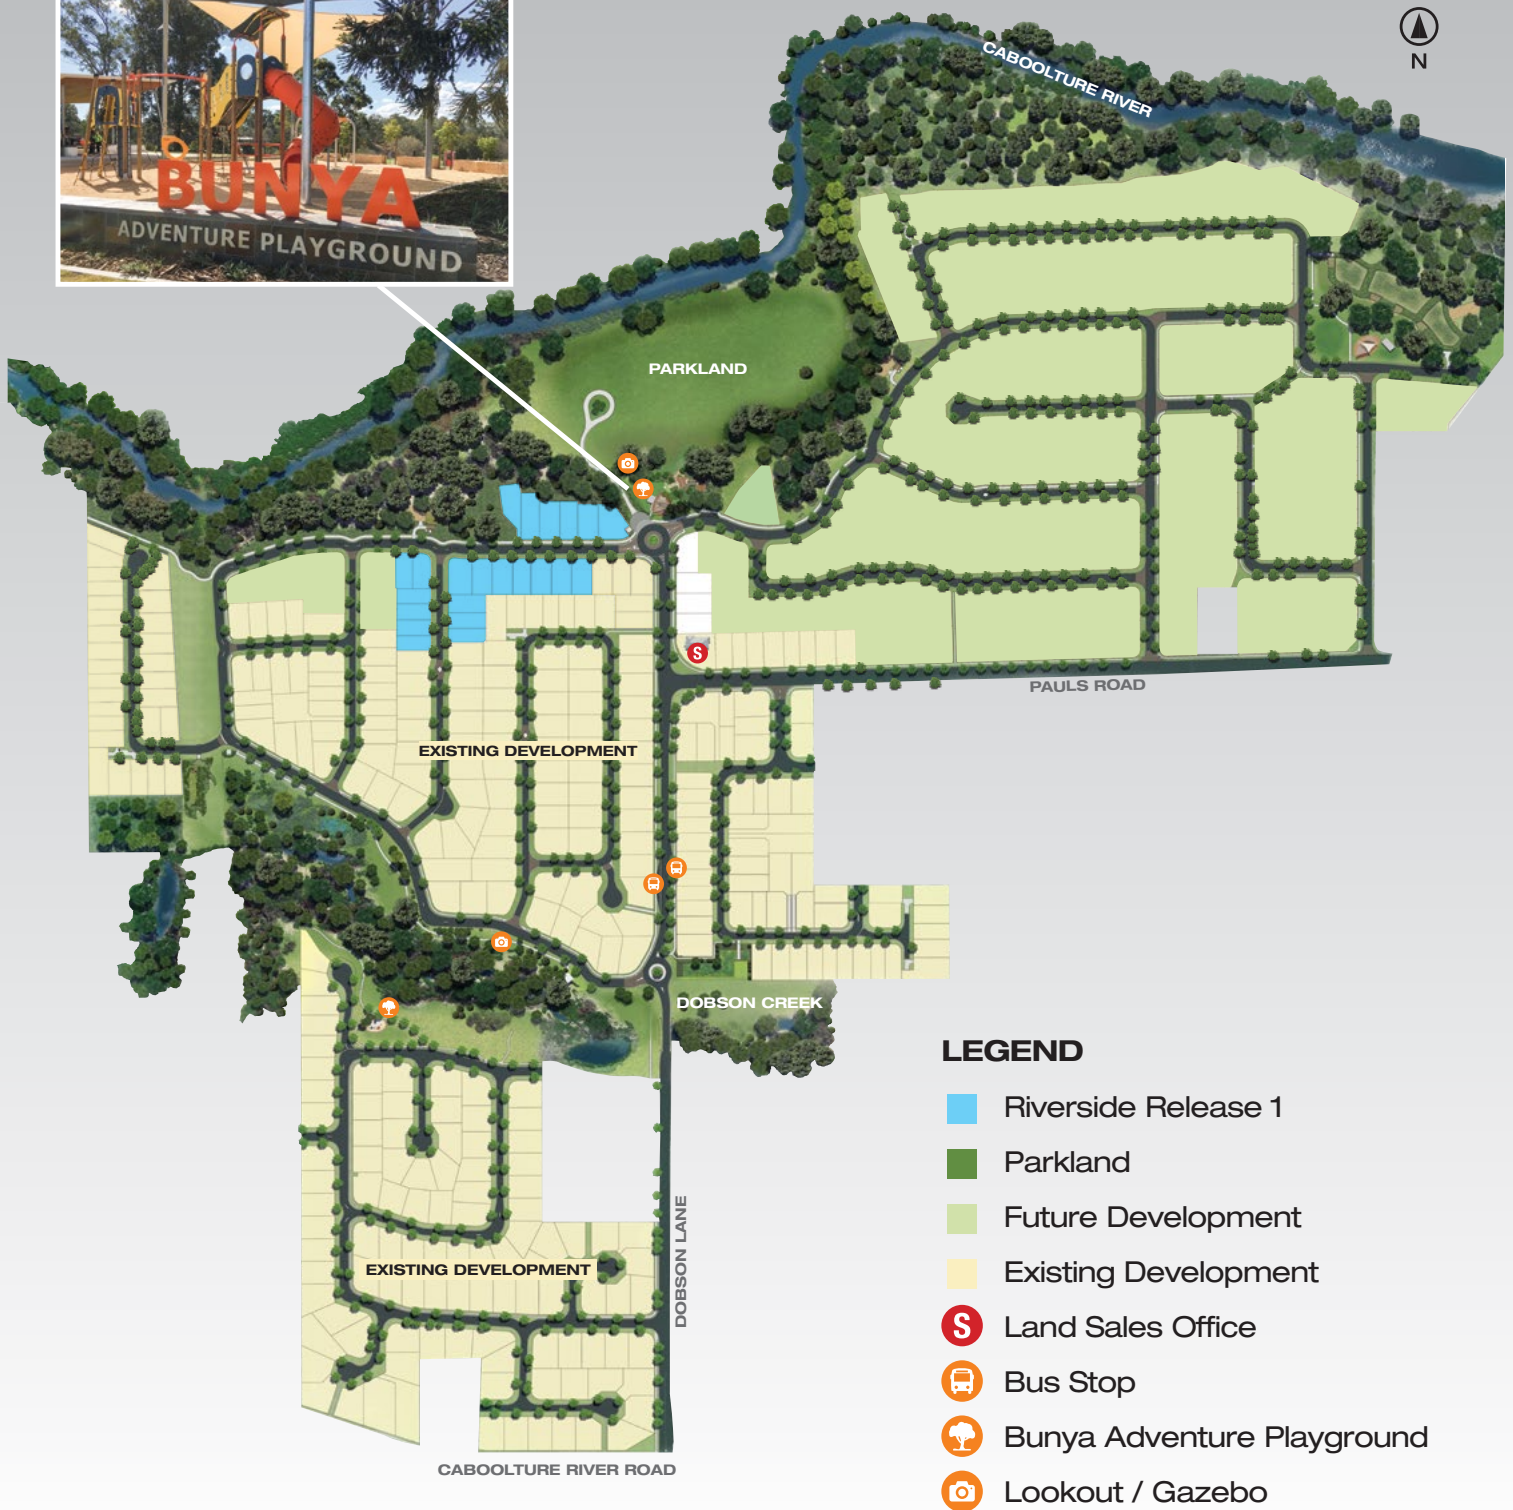 BUNYA
ADVENTURE PLAYGROUND
CABOOLTURE RIVER
N
PARKLAND
S
PAULS ROAD
EXISTING DEVELOPMENT
DOBSON CREEK
DOBSON LANE
EXISTING DEVELOPMENT
CABOOLTURE RIVER ROAD
LEGEND
Riverside Release 1
Parkland
Future Development
Existing Development
S Land Sales Office
Bus Stop
Bunya Adventure Playground
Lookout / Gazebo